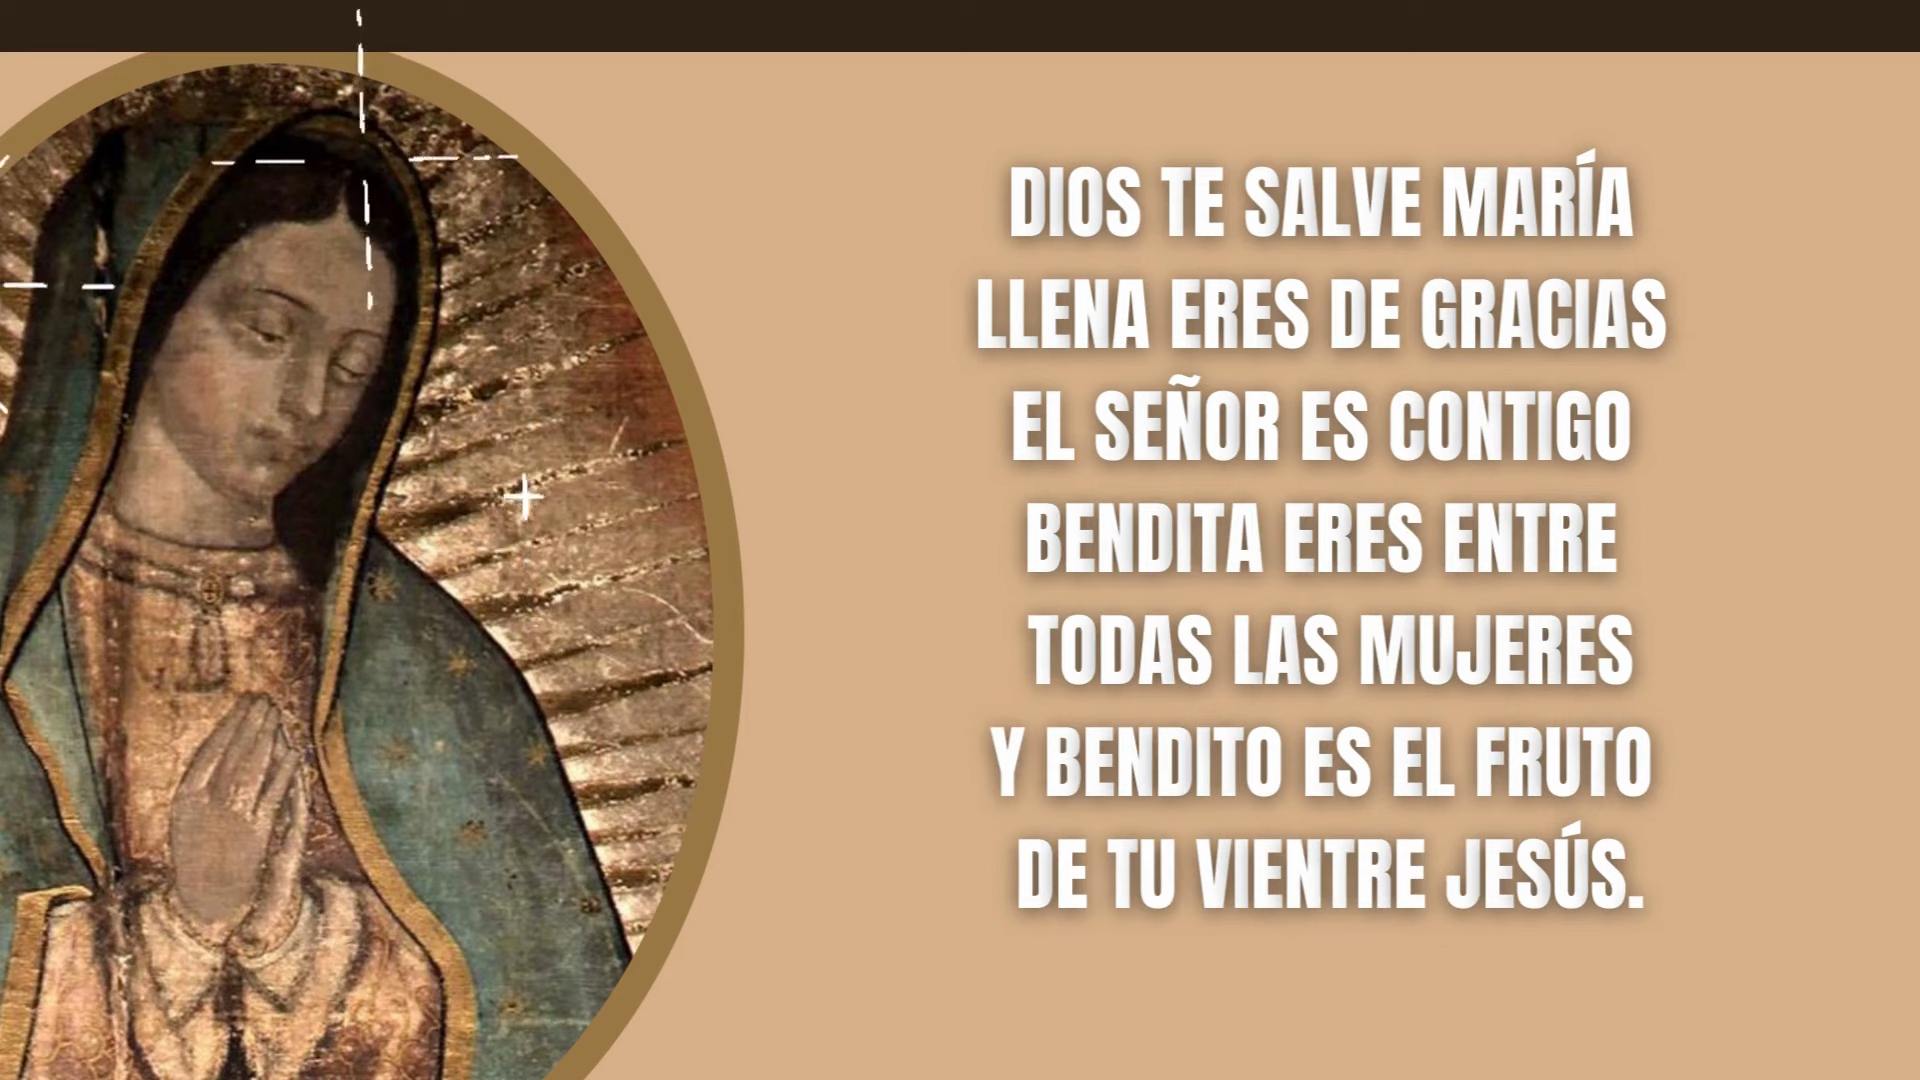 DIOS TE SALVE MARÍA
LLENA ERES DE GRACIAS
EL SEÑOR ES CONTIGO
BENDITA ERES ENTRE
TODAS LAS MUJERES
Y BENDITO ES EL FRUTO
DE TU VIENTRE JESÚS.